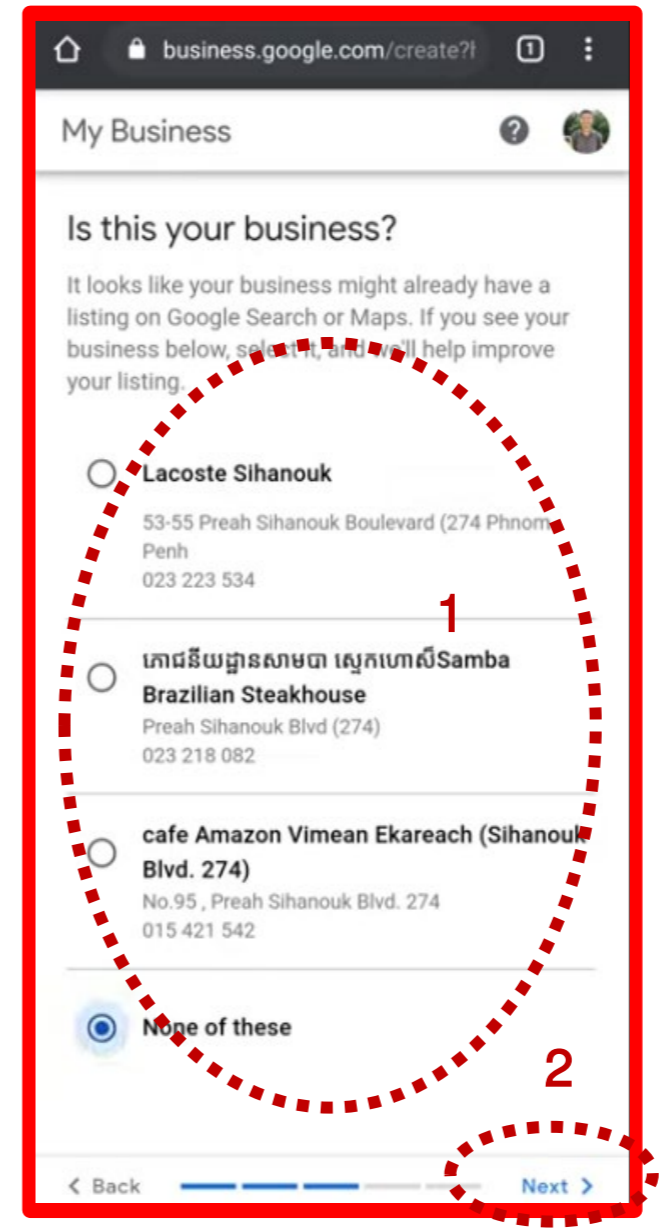 business.google.com/create?h
1
My Business
?
Is this your business?
It looks like your business might already have a
listing on Google Search or Maps. If you see your
business below, select it, and we'll help improve
your listing.
Lacoste Sihanouk
53-55 Preah Sihanouk Boulevard (274 Phnom
Penh
023 223 534
1
ភោជនីយដ្ឋានសាមបា ស្ទេកហោស៍Samba
Brazilian Steakhouse
Preah Sihanouk Blvd (274)
023 218 082
cafe Amazon Vimean Ekareach (Sihanouk
Blvd. 274)
No.95 , Preah Sihanouk Blvd. 274
015 421 542
None of these
2
Back
Next